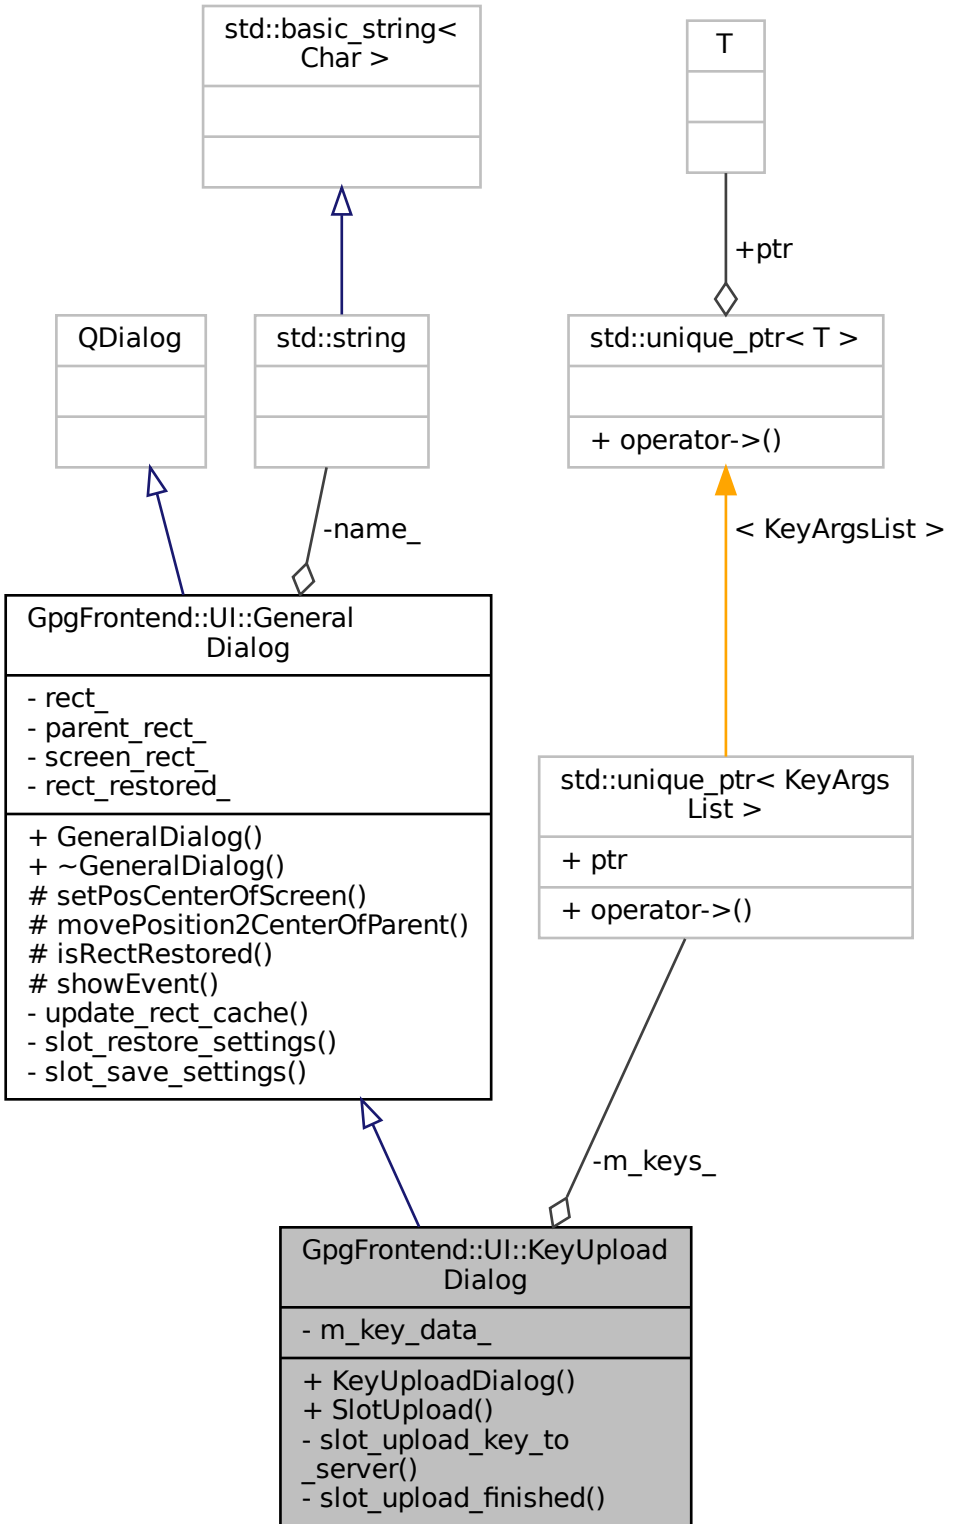 std::basic_string<
Char >
T
+ptr
QDialog
std::string
std::unique_ptr< T >
+ operator->()
-name_
< KeyArgsList >
GpgFrontend::UI::General
Dialog
- rect_
- parent_rect_
- screen_rect_
- rect_restored_
+ GeneralDialog()
+ ~GeneralDialog()
# setPosCenterOfScreen()
# movePosition2CenterOfParent()
# isRectRestored()
# showEvent()
- update_rect_cache()
- slot_restore_settings()
- slot_save_settings()
std::unique_ptr< KeyArgs
List >
+ ptr
+ operator->()
-m_keys_
GpgFrontend::UI::KeyUpload
Dialog
- m_key_data_
+ KeyUploadDialog()
+ SlotUpload()
- slot_upload_key_to
_server()
- slot_upload_finished()